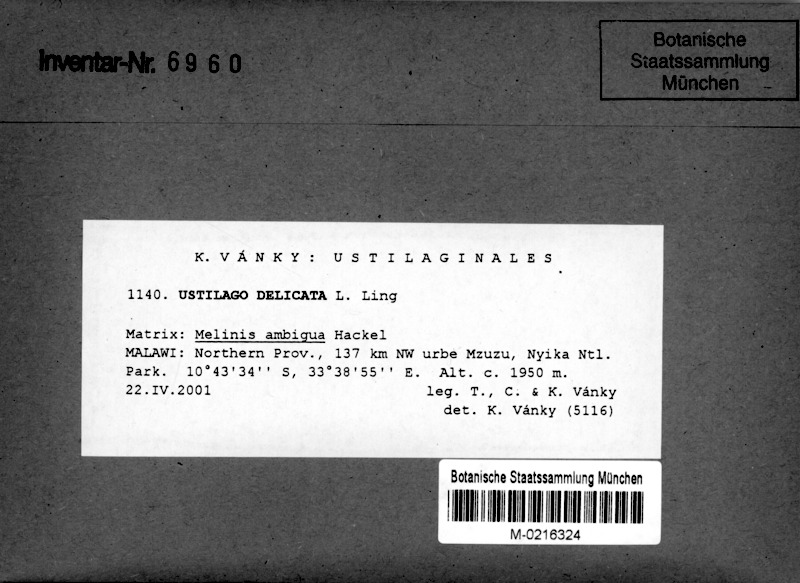 Inventar-Nr. 6960
Botanische
Staatssammlung
München
K. VÁNKY: USTILAGINALES
1140. USTILAGO DELICATA L. Ling
Matrix: Melinis ambigua Hackel
MALAWI: Northern Prov., 137 km NW urbe Mzuzu, Nyika Ntl.
Park. 10°43'34'' S, 33°38'55'' E. Alt. c. 1950 m.
22.IV.2001 leg. T., C. & K. Vánky
det. K. Vánky (5116)
Botanische Staatssammlung München
M-0216324